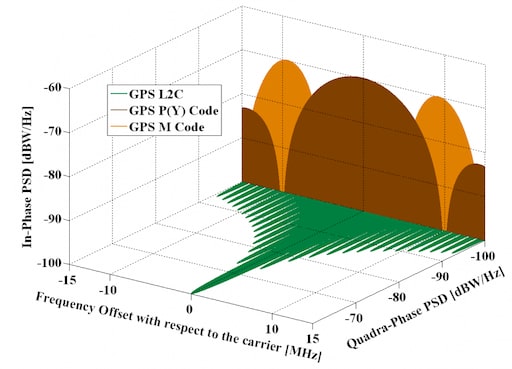 -60
GPS L2C
GPS P(Y) Code
GPS M Code
-70
-80
-90
-100
In-Phase PSD [dBW/Hz]
-15
-10
0
10
15
Frequency Offset with respect to the carrier [MHz]
-70
-80
-90
-100
Quadra-Phase PSD [dBW/Hz]